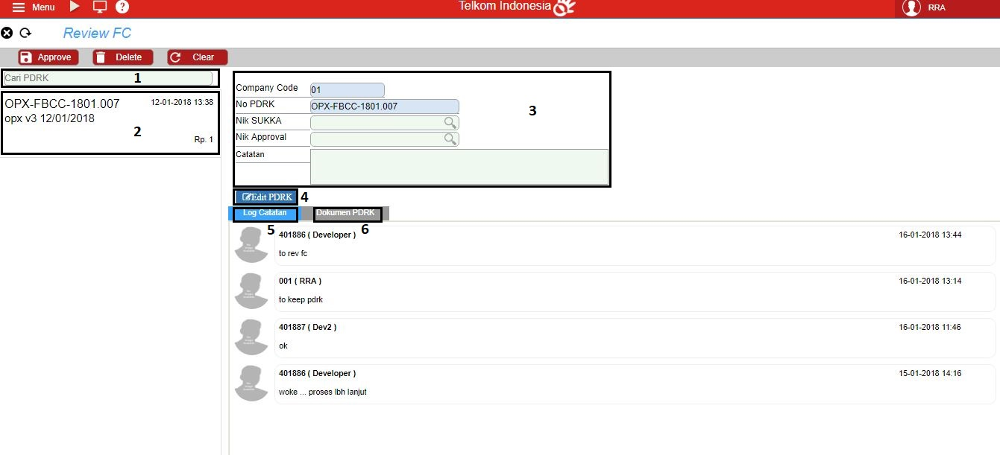 Menu
?
Telkom Indonesia
RRA
Review FC
Approve
Delete
Clear
Cari PDRK
1
OPX-FBCC-1801.007
12-01-2018 13:38
opx v3 12/01/2018
2
Rp. 1
Company Code
01
No PDRK
OPX-FBCC-1801.007
3
Nik SUKKA
Nik Approval
Catatan
Edit PDRK
4
Log Catatan
Dokumen PDRK
5
6
401886 ( Developer )
16-01-2018 13:44
to rev fc
001 ( RRA )
16-01-2018 13:14
to keep pdrk
401887 ( Dev2 )
16-01-2018 11:46
ok
401886 ( Developer )
15-01-2018 14:16
woke ... proses lbh lanjut